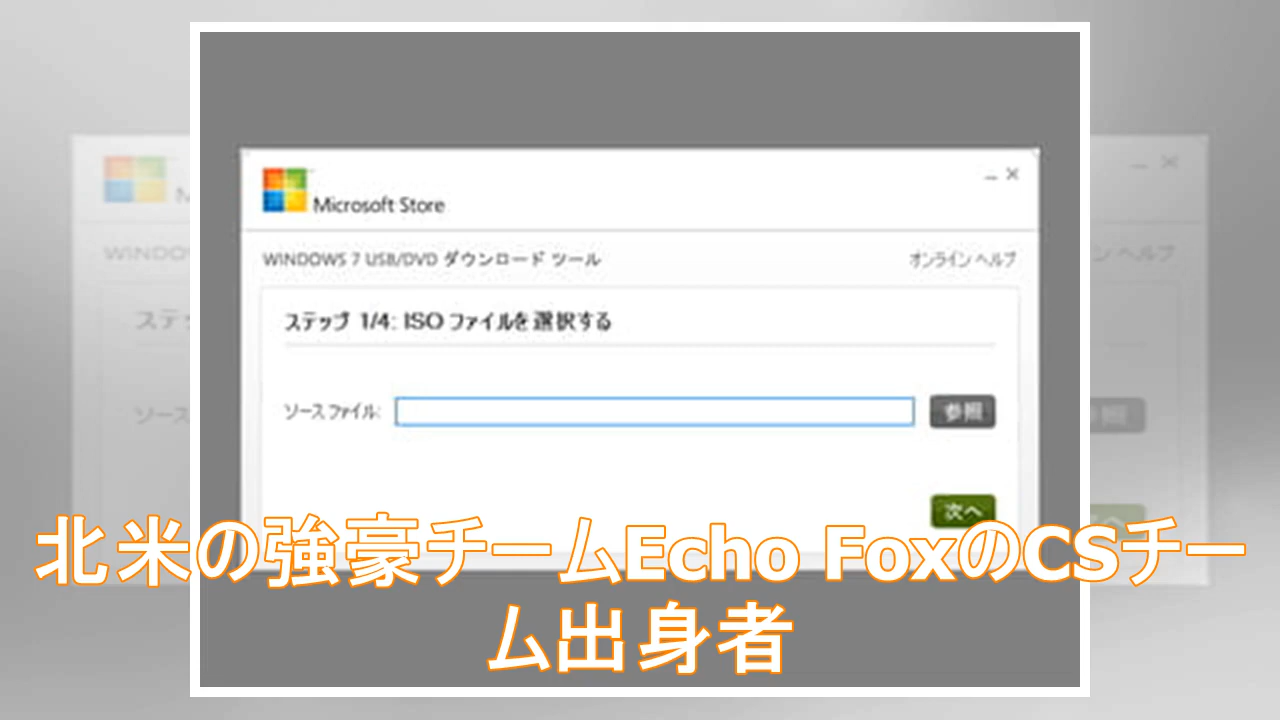 Microsoft Store
WINDOWS 7 USB/DVD ダウンロード ツール
オンライン ヘルプ
ステップ 1/4: ISO ファイルを選択する
ソース ファイル:
参照
次へ
北米の強豪チームEcho FoxのCSチー
ム出身者